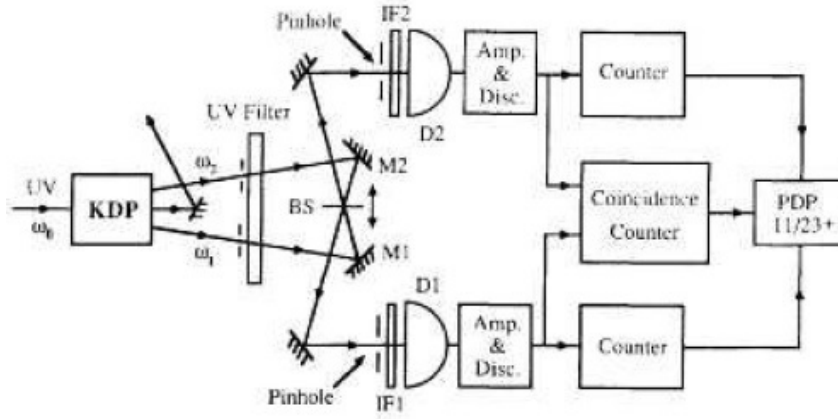 IF2
Pinhole
Amp.
&
Disc.
Counter
UV Filter
D2
ω₂
M2
UV
KDP
BS
Coincidence
Counter
PDP
11/23+
ω₀
ω₁
M1
D1
Amp.
&
Disc.
Counter
Pinhole
IF1